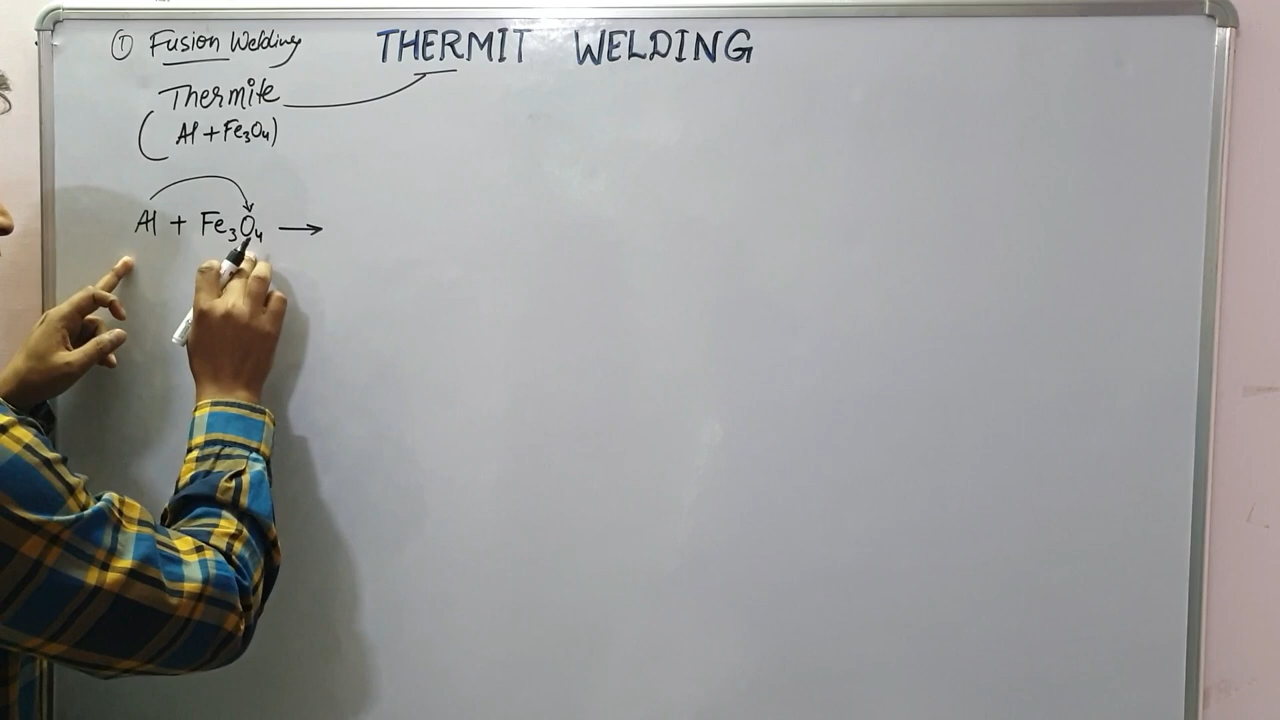 THERMIT WELDING
① Fusion Welding
Thermite
(Al + Fe₃O₄)
Al + Fe₃O₄ →